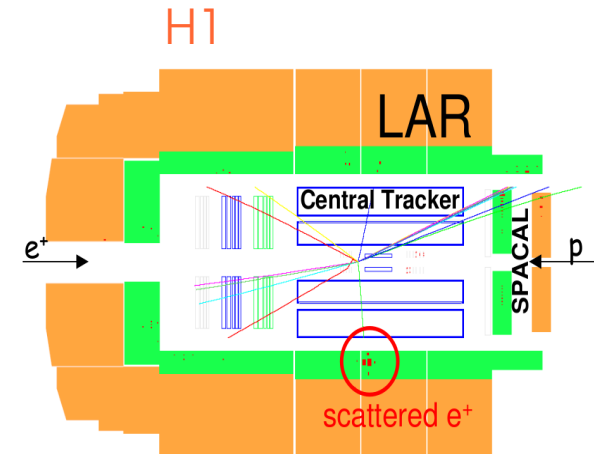 H1
LAR
Central Tracker
e+
SPACAL
p
scattered e+